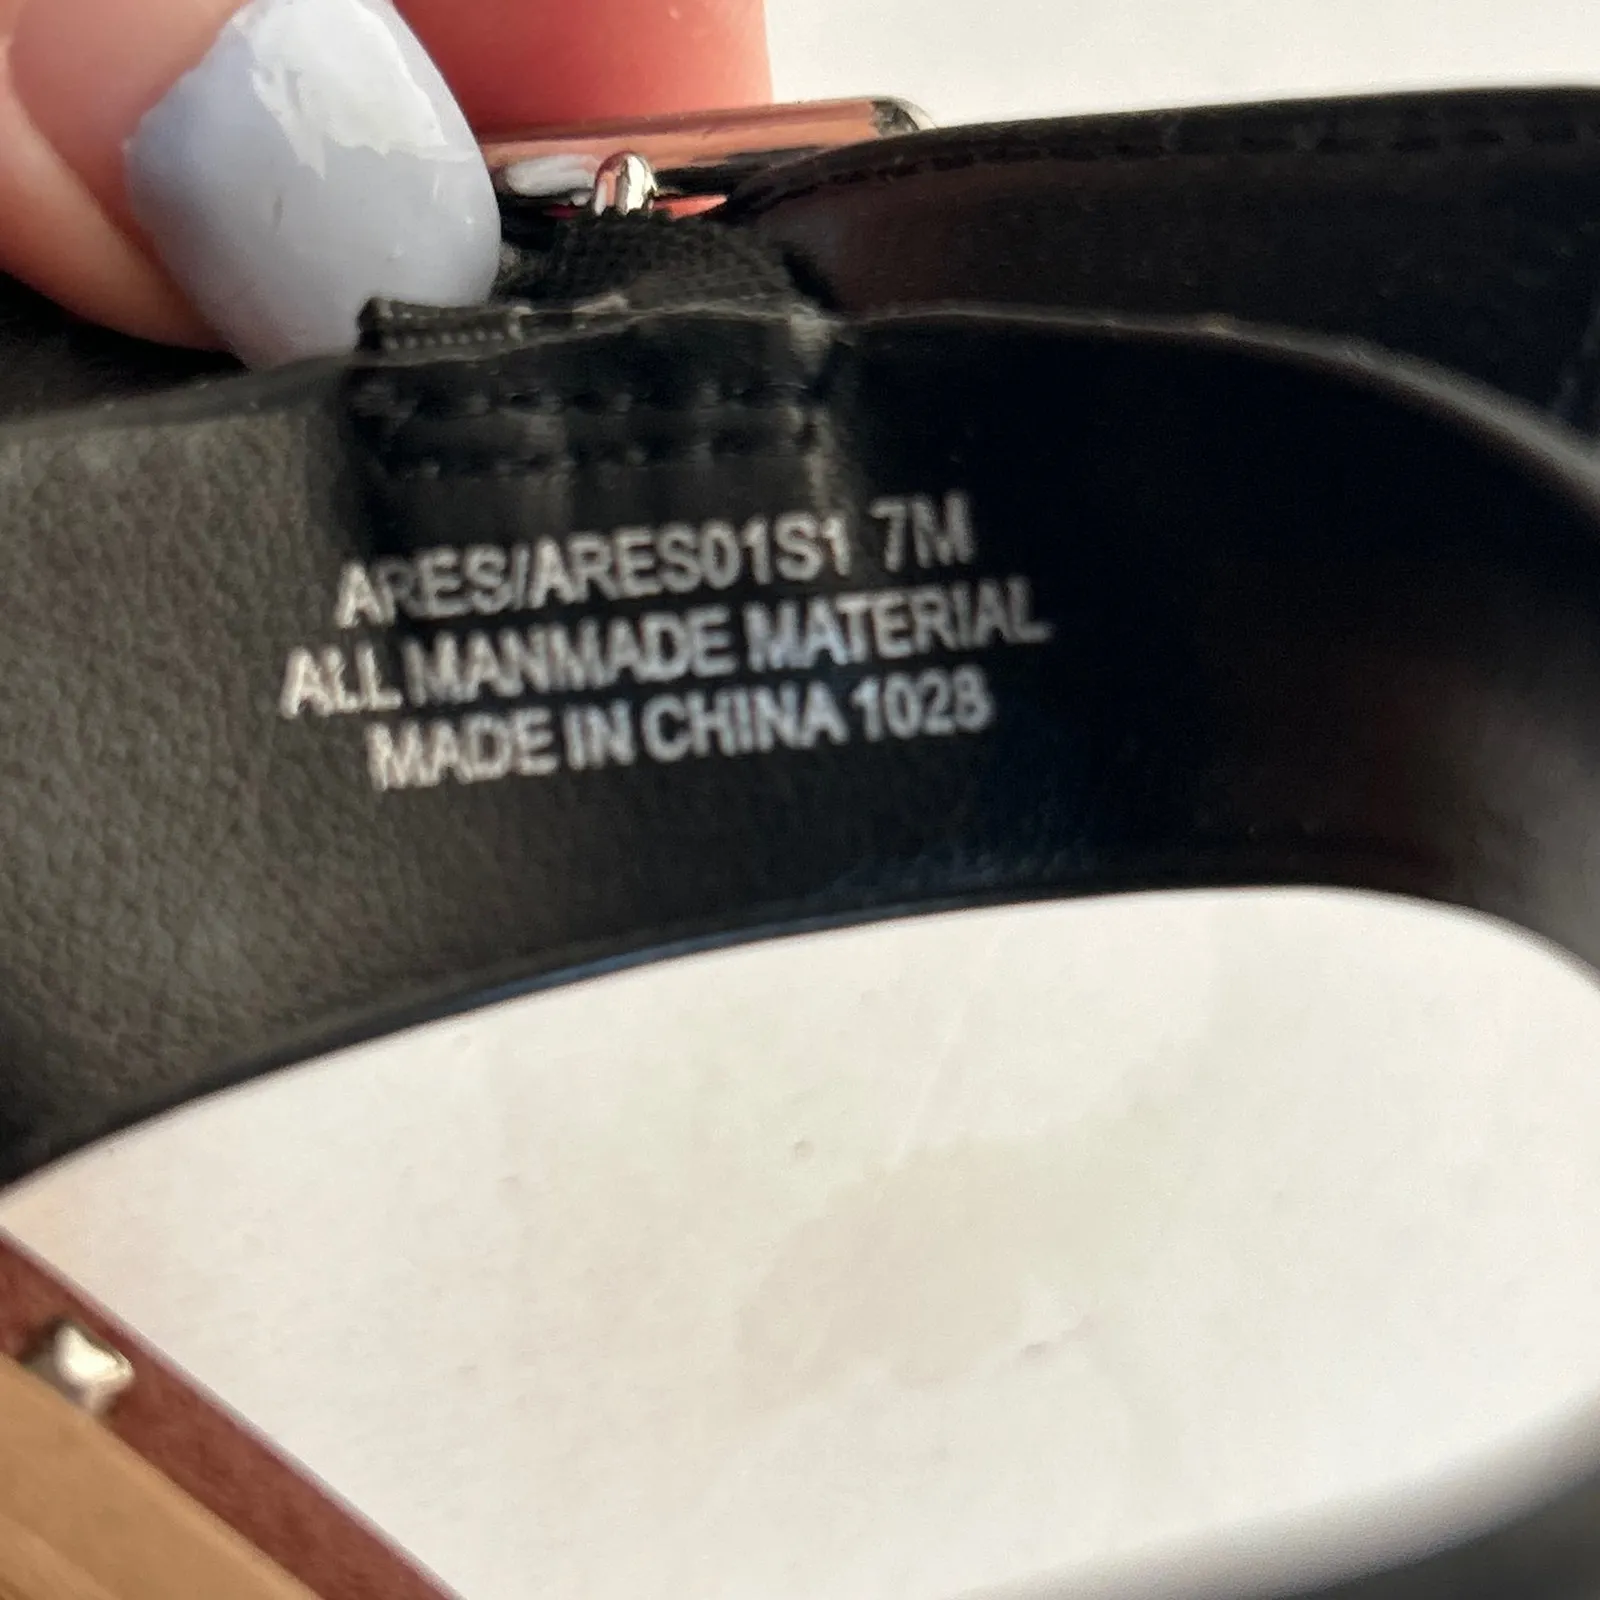 ARES/ARES01S1 7M
ALL MANMADE MATERIAL
MADE IN CHINA 1028